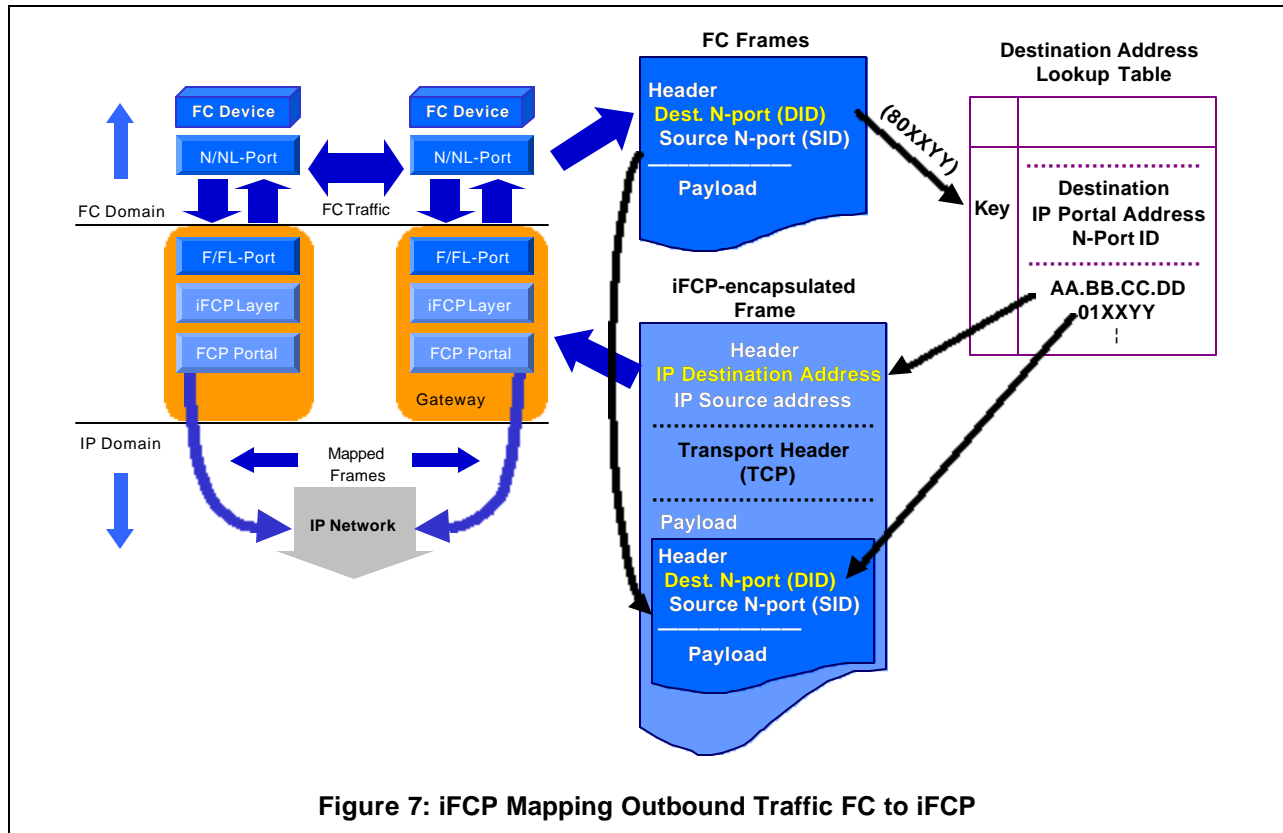 FC Device
N/NL-Port
FC Device
N/NL-Port
FC Domain
FC Traffic
F/FL-Port
iFCP Layer
FCP Portal
F/FL-Port
iFCP Layer
FCP Portal
Gateway
IP Domain
Mapped
Frames
IP Network
FC Frames
Header
Dest. N-port (DID)
Source N-port (SID)
Payload
(80XXYY)
Destination Address
Lookup Table
Key
Destination
IP Portal Address
N-Port ID
AA.BB.CC.DD
-01XXYY
iFCP-encapsulated
Frame
Header
IP Destination Address
IP Source address
Transport Header
(TCP)
Payload
Header
Dest. N-port (DID)
Source N-port (SID)
Payload
Figure 7: iFCP Mapping Outbound Traffic FC to iFCP